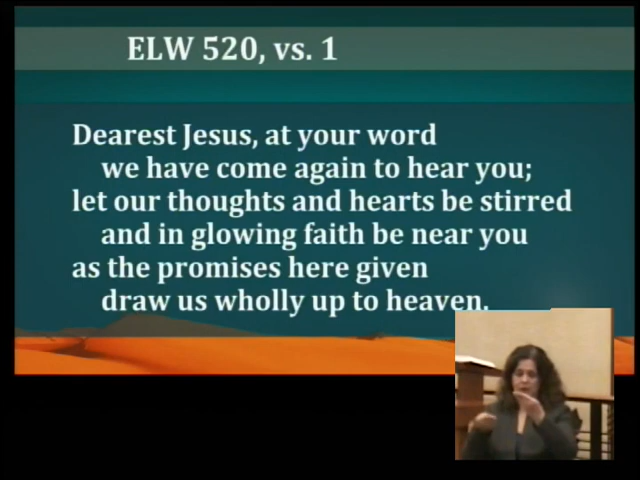 ELW 520, vs. 1
Dearest Jesus, at your word
we have come again to hear you;
let our thoughts and hearts be stirred
and in glowing faith be near you
as the promises here given
draw us wholly up to heaven.